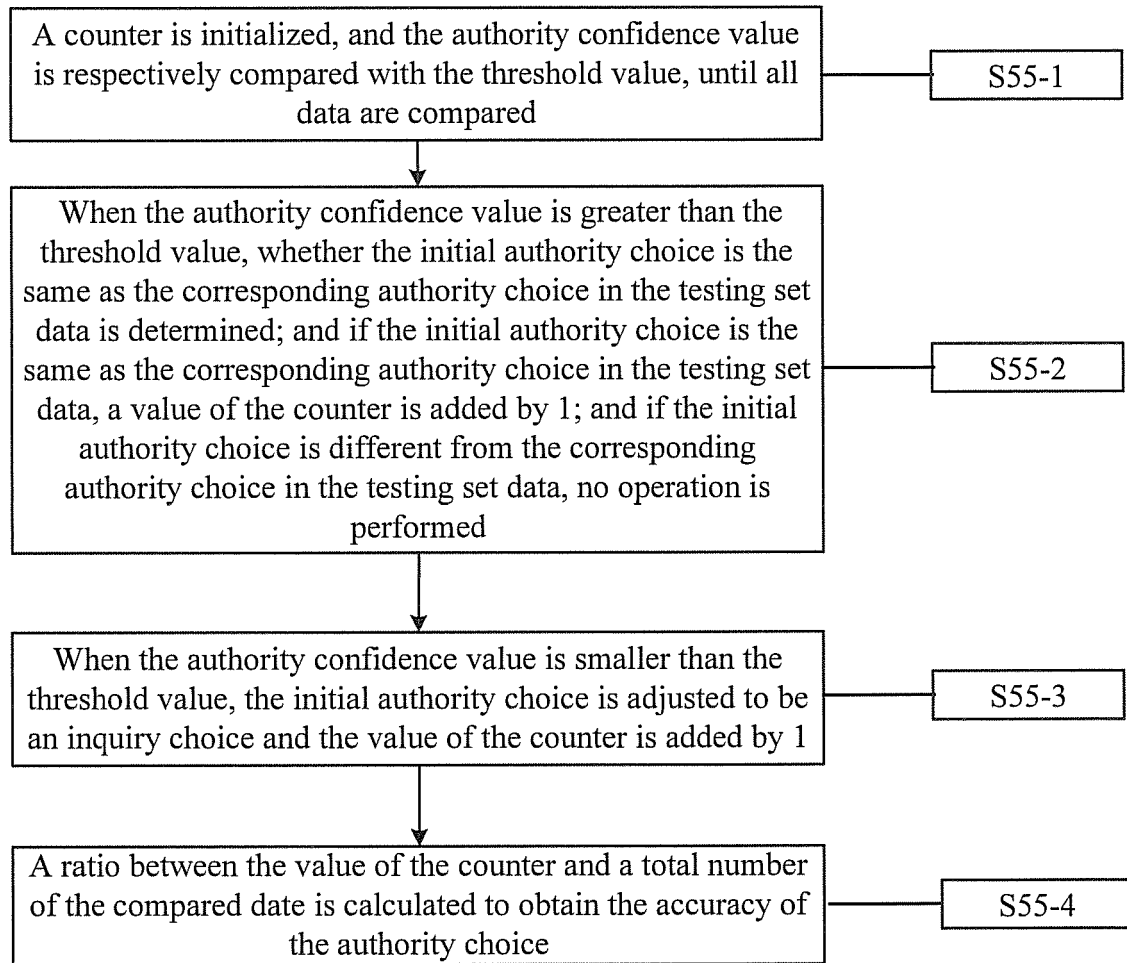 A counter is initialized, and the authority confidence value
is respectively compared with the threshold value, until all
data are compared
S55-1
When the authority confidence value is greater than the
threshold value, whether the initial authority choice is the
same as the corresponding authority choice in the testing set
data is determined; and if the initial authority choice is the
same as the corresponding authority choice in the testing set
data, a value of the counter is added by 1; and if the initial
authority choice is different from the corresponding
authority choice in the testing set data, no operation is
performed
S55-2
When the authority confidence value is smaller than the
threshold value, the initial authority choice is adjusted to be
an inquiry choice and the value of the counter is added by 1
S55-3
A ratio between the value of the counter and a total number
of the compared date is calculated to obtain the accuracy of
the authority choice
S55-4